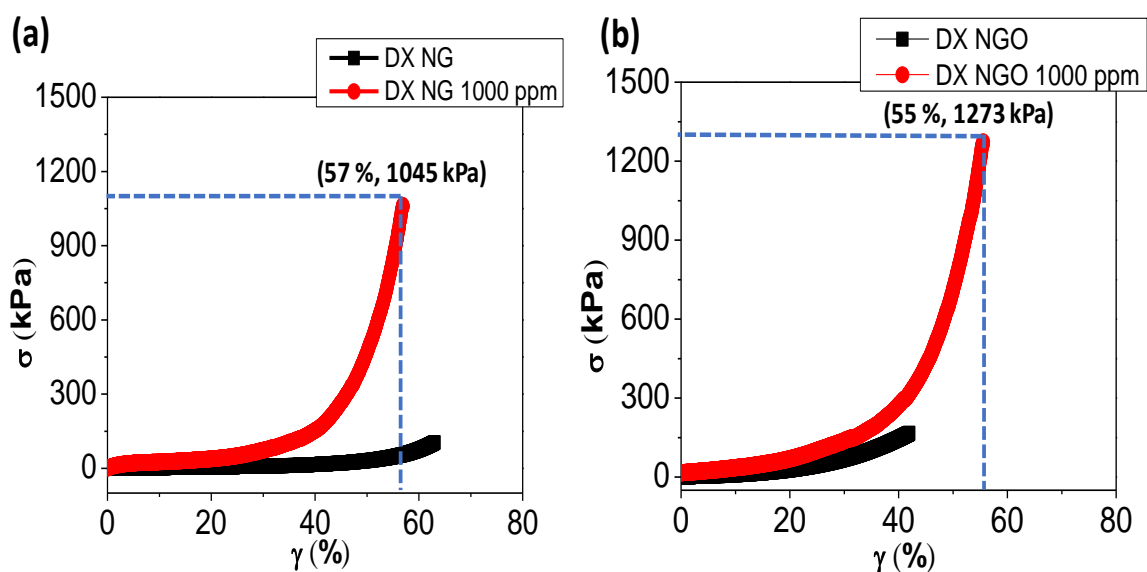 (a)
DX NG
DX NG 1000 ppm
1500
1200
900
600
300
0
(57 %, 1045 kPa)
σ (kPa)
0 20 40 60 80
γ (%)
(b)
DX NGO
DX NGO 1000 ppm
1500
1200
900
600
300
0
(55 %, 1273 kPa)
σ (kPa)
0 20 40 60 80
γ (%)